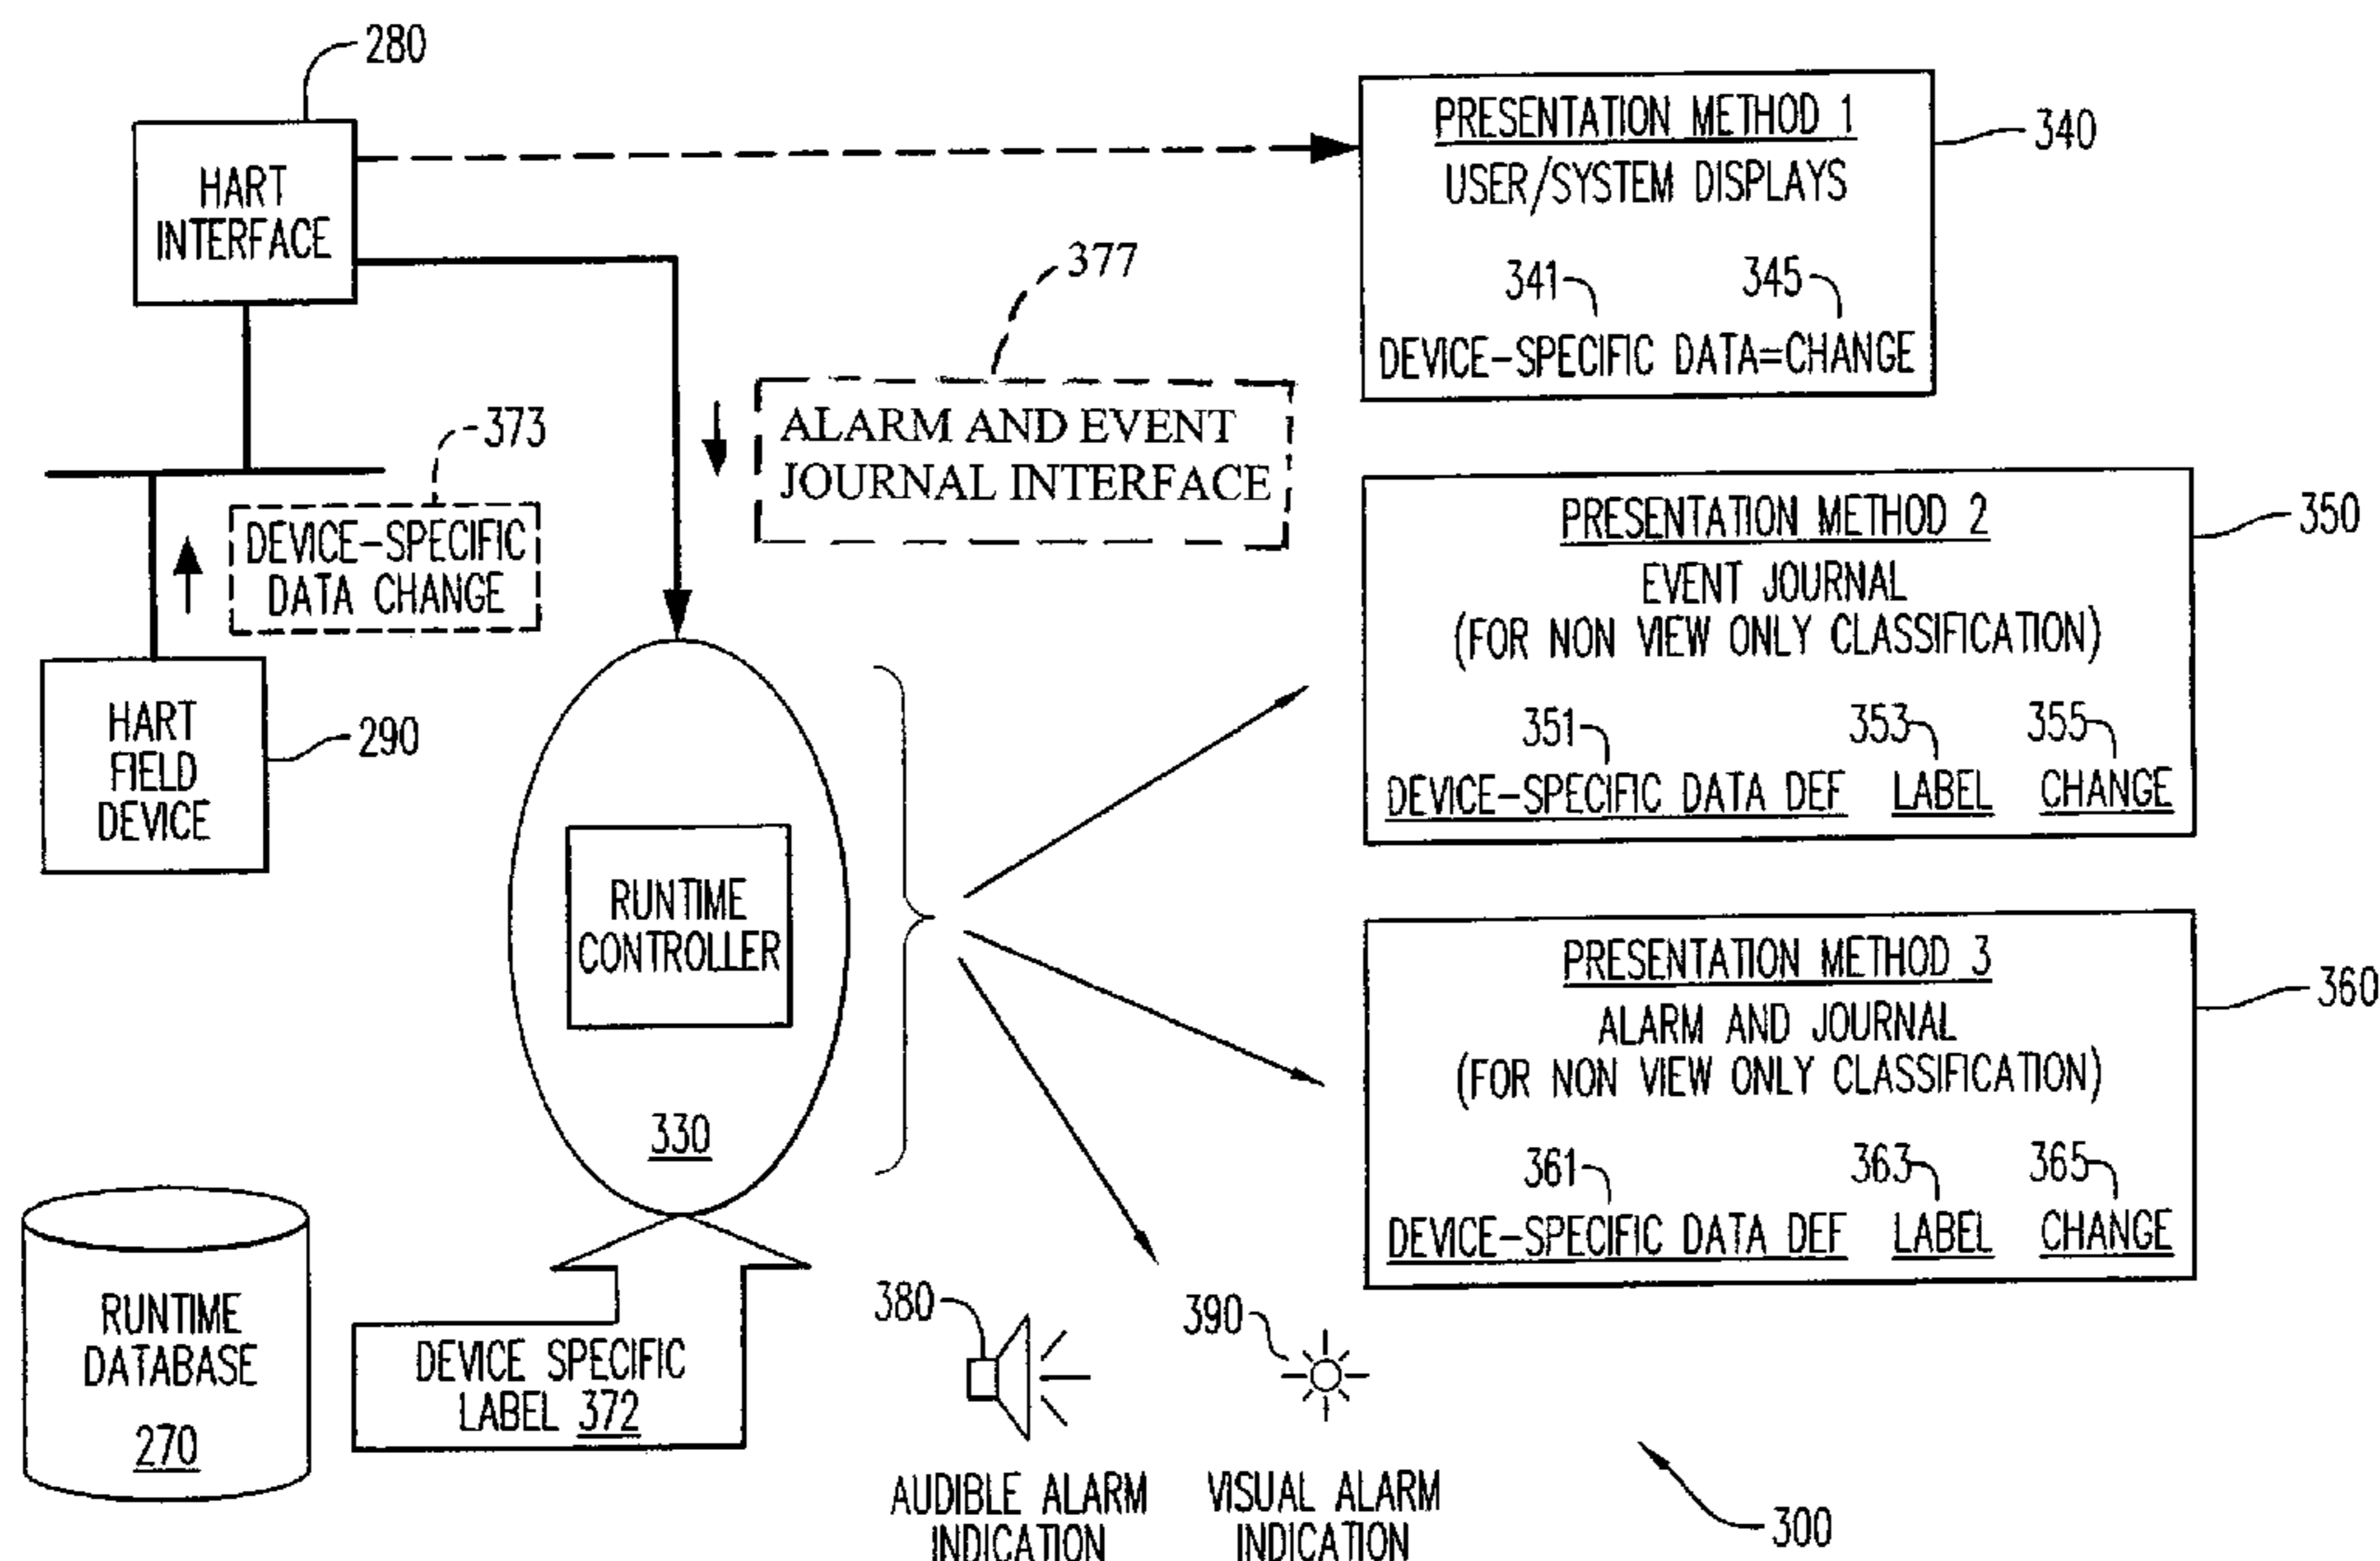 280
HART
INTERFACE
PRESENTATION METHOD 1
USER/SYSTEM DISPLAYS
341
345
DEVICE-SPECIFIC DATA=CHANGE
340
377
ALARM AND EVENT
JOURNAL INTERFACE
373
DEVICE-SPECIFIC
DATA CHANGE
HART
FIELD
DEVICE
290
PRESENTATION METHOD 2
EVENT JOURNAL
(FOR NON VIEW ONLY CLASSIFICATION)
351
353
355
DEVICE-SPECIFIC DATA DEF LABEL CHANGE
350
RUNTIME
CONTROLLER
330
PRESENTATION METHOD 3
ALARM AND JOURNAL
(FOR NON VIEW ONLY CLASSIFICATION)
361
363
365
DEVICE-SPECIFIC DATA DEF LABEL CHANGE
360
RUNTIME
DATABASE
270
DEVICE SPECIFIC
LABEL 372
380
AUDIBLE ALARM
INDICATION
390
VISUAL ALARM
INDICATION
300